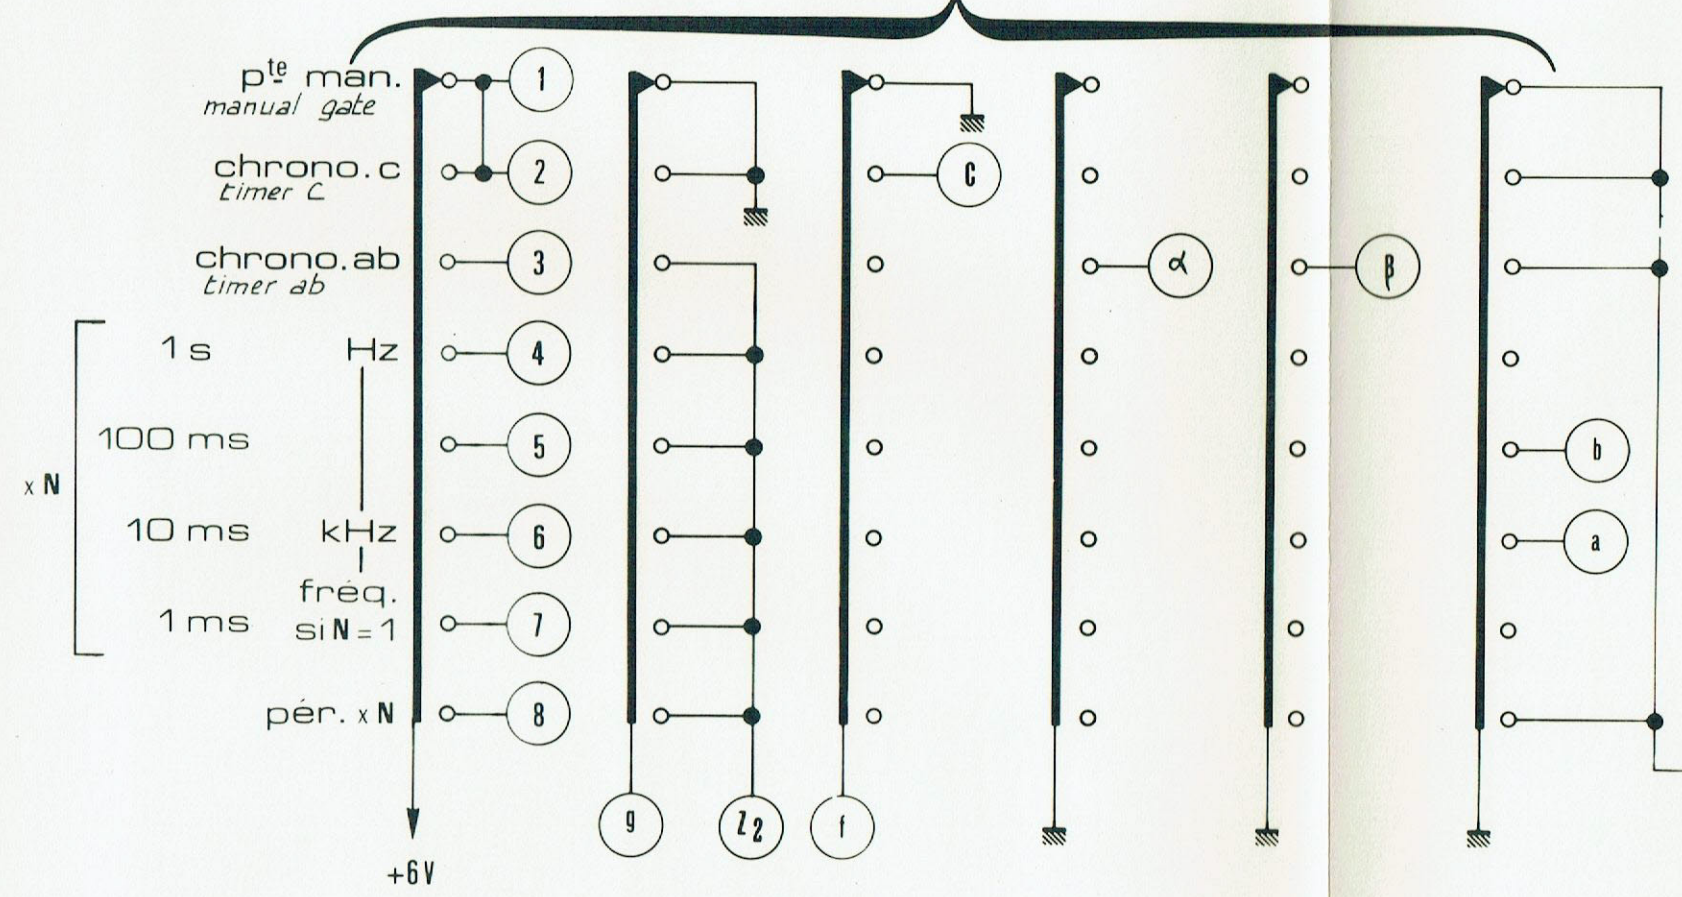 pte man. 1
manual gate
chrono.c 2 C
timer C
chrono.ab 3 α β
timer ab
1 s Hz 4
100 ms 5 b
x N
10 ms kHz 6 a
fréq.
1 ms si N = 1 7
pér. x N 8
g Z2 f
+6V